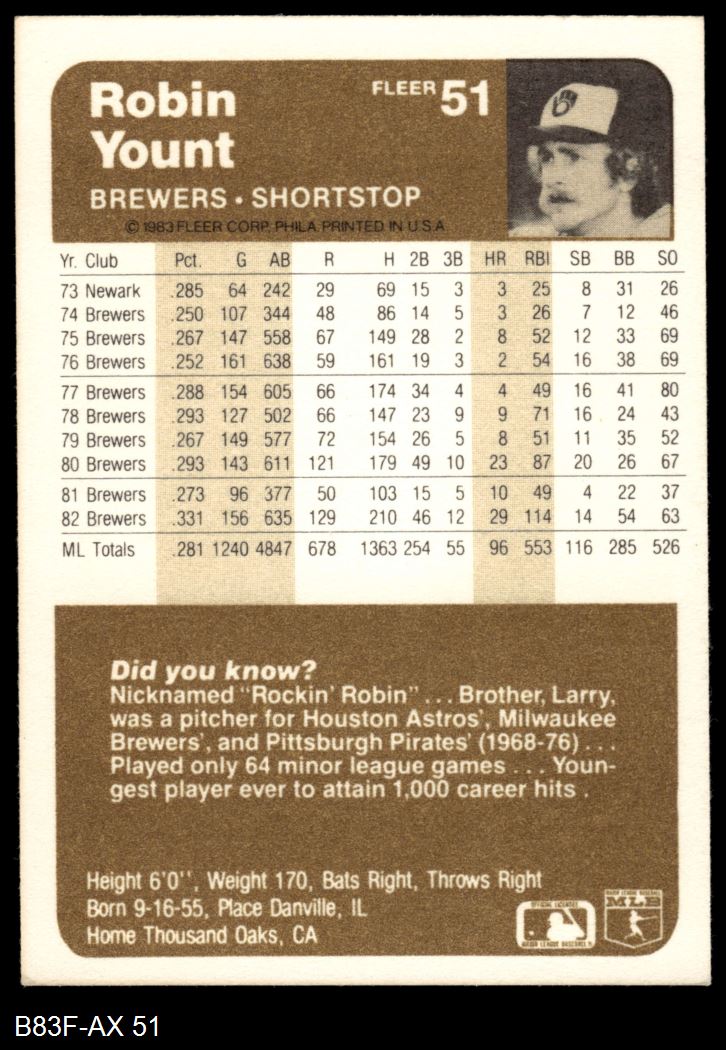 Robin
Yount
FLEER 51
BREWERS • SHORTSTOP
© 1983 FLEER CORP. PHILA. PRINTED IN U.S.A.
Yr. Club Pct. G AB R H 2B 3B HR RBI SB BB SO
73 Newark .285 64 242 29 69 15 3 3 25 8 31 26
74 Brewers .250 107 344 48 86 14 5 3 26 7 12 46
75 Brewers .267 147 558 67 149 28 2 8 52 12 33 69
76 Brewers .252 161 638 59 161 19 3 2 54 16 38 69
77 Brewers .288 154 605 66 174 34 4 4 49 16 41 80
78 Brewers .293 127 502 66 147 23 9 9 71 16 24 43
79 Brewers .267 149 577 72 154 26 5 8 51 11 35 52
80 Brewers .293 143 611 121 179 49 10 23 87 20 26 67
81 Brewers .273 96 377 50 103 15 5 10 49 4 22 37
82 Brewers .331 156 635 129 210 46 12 29 114 14 54 63
ML Totals .281 1240 4847 678 1363 254 55 96 553 116 285 526
Did you know?
Nicknamed "Rockin' Robin" . . . Brother, Larry,
was a pitcher for Houston Astros', Milwaukee
Brewers', and Pittsburgh Pirates' (1968-76) . . .
Played only 64 minor league games . . . Youn-
gest player ever to attain 1,000 career hits .
Height 6'0'', Weight 170, Bats Right, Throws Right
Born 9-16-55, Place Danville, IL
Home Thousand Oaks, CA
OFFICIAL LICENSEE
MAJOR LEAGUE BASEBALL
MAJOR LEAGUE BASEBALL
MLB
B83F-AX 51